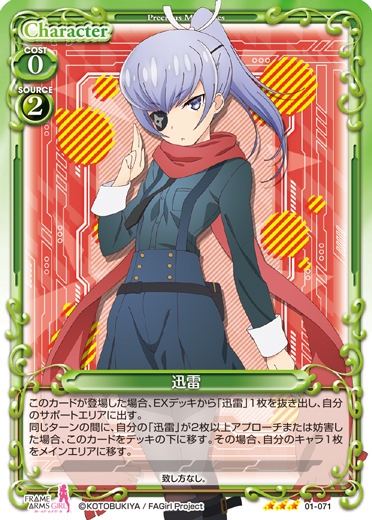 Precious Memories
Character
COST
0
SOURCE
2
迅雷
このカードが登場した場合、EXデッキから「迅雷」1枚を抜き出し、自分
のサポートエリアに出す。
同じターンの間に、自分の「迅雷」が2枚以上アプローチまたは妨害
した場合、このカードをデッキの下に移す。その場合、自分のキャラ1枚
をメインエリアに移す。
致し方なし。
FRAME
ARMS GIRL
©KOTOBUKIYA / FAGirl Project
01-071